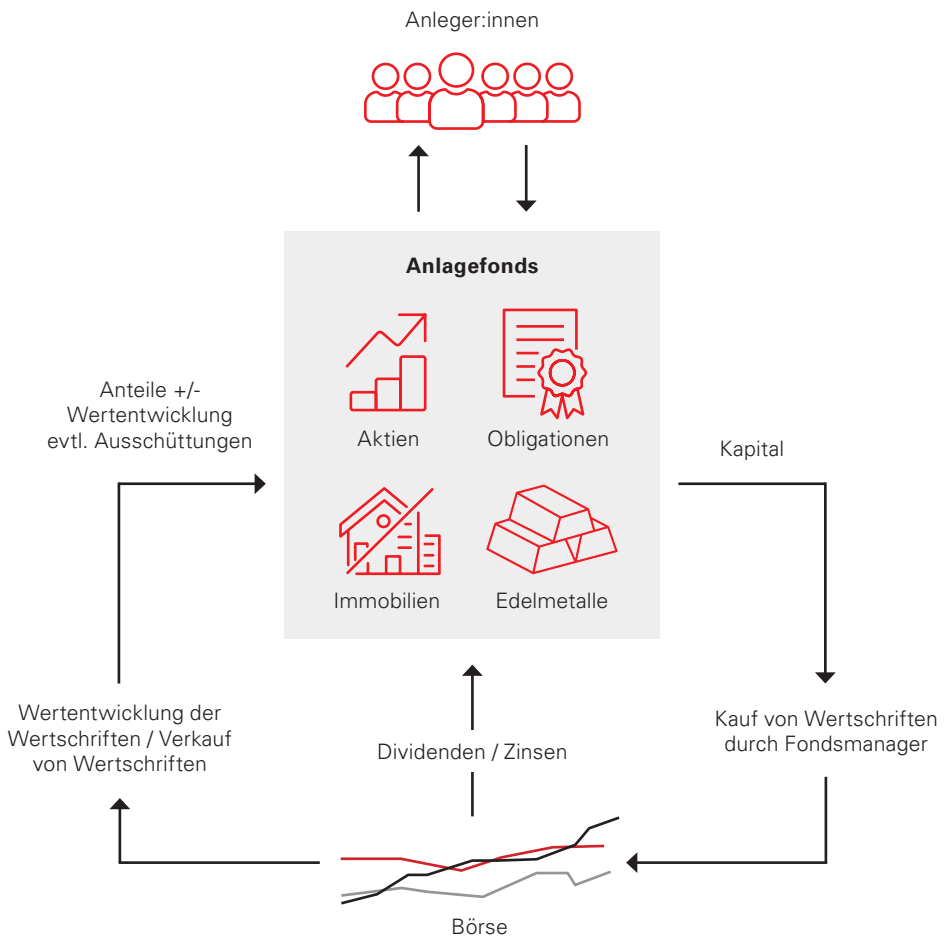 Anleger:innen
Anlagefonds
Aktien
Obligationen
Immobilien
Edelmetalle
Anteile +/-
Wertentwicklung
evtl. Ausschüttungen
Kapital
Wertentwicklung der
Wertschriften / Verkauf
von Wertschriften
Dividenden / Zinsen
Kauf von Wertschriften
durch Fondsmanager
Börse